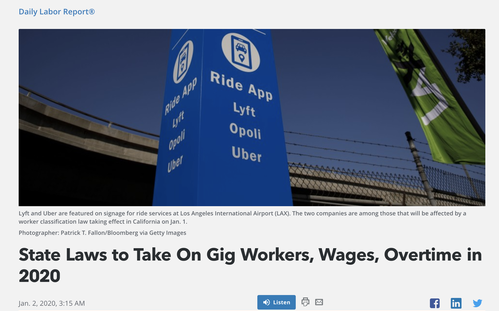 Daily Labor Report®
Ride App
Lyft
Opoli
Uber
Ride App
Lyft
Opoli
Uber
Lyft and Uber are featured on signage for ride services at Los Angeles International Airport (LAX). The two companies are among those that will be affected by a
worker classification law taking effect in California on Jan. 1.
Photographer: Patrick T. Fallon/Bloomberg via Getty Images
State Laws to Take On Gig Workers, Wages, Overtime in
2020
Jan. 2, 2020, 3:15 AM
Listen